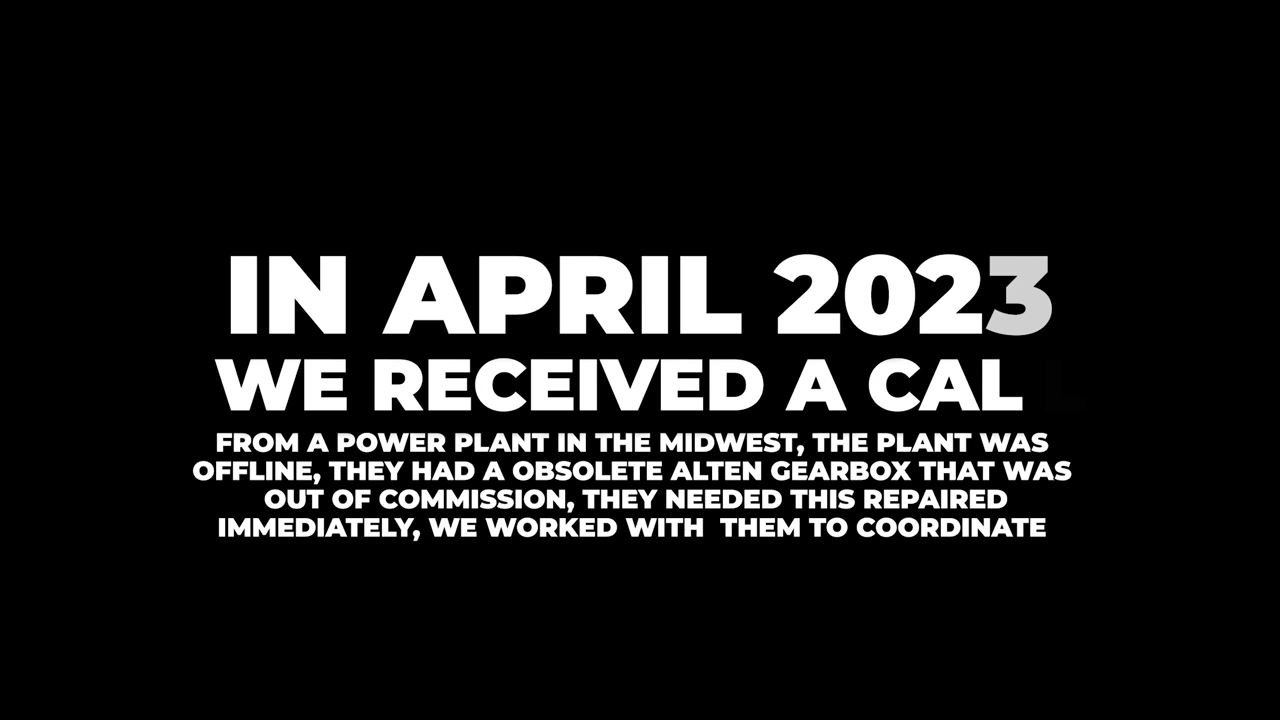 IN APRIL 2023
WE RECEIVED A CALL
FROM A POWER PLANT IN THE MIDWEST, THE PLANT WAS
OFFLINE, THEY HAD A OBSOLETE ALTEN GEARBOX THAT WAS
OUT OF COMMISSION, THEY NEEDED THIS REPAIRED
IMMEDIATELY, WE WORKED WITH  THEM TO COORDINATE